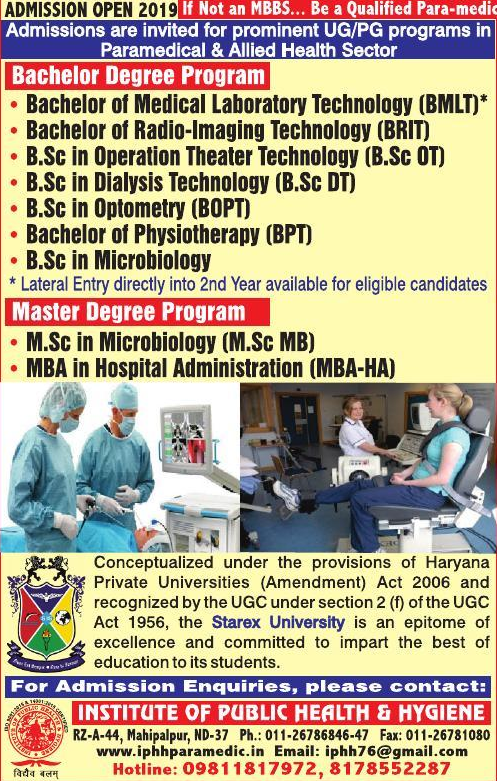 ADMISSION OPEN 2019 If Not an MBBS... Be a Qualified Para-medic
Admissions are invited for prominent UG/PG programs in
Paramedical & Allied Health Sector
Bachelor Degree Program
• Bachelor of Medical Laboratory Technology (BMLT)*
• Bachelor of Radio-Imaging Technology (BRIT)
• B.Sc in Operation Theater Technology (B.Sc OT)
• B.Sc in Dialysis Technology (B.Sc DT)
• B.Sc in Optometry (BOPT)
• Bachelor of Physiotherapy (BPT)
• B.Sc in Microbiology
* Lateral Entry directly into 2nd Year available for eligible candidates
Master Degree Program
• M.Sc in Microbiology (M.Sc MB)
• MBA in Hospital Administration (MBA-HA)
Conceptualized under the provisions of Haryana
Private Universities (Amendment) Act 2006 and
recognized by the UGC under section 2 (f) of the UGC
Act 1956, the Starex University is an epitome of
excellence and committed to impart the best of
education to its students.
For Admission Enquiries, please contact:
INSTITUTE OF PUBLIC HEALTH & HYGIENE
RZ-A-44, Mahipalpur, ND-37 Ph.: 011-26786846-47 Fax: 011-26781080
www.iphhparamedic.in Email: iphh76@gmail.com
Hotline: 09811817972, 8178552287
विद्यैव बलम्